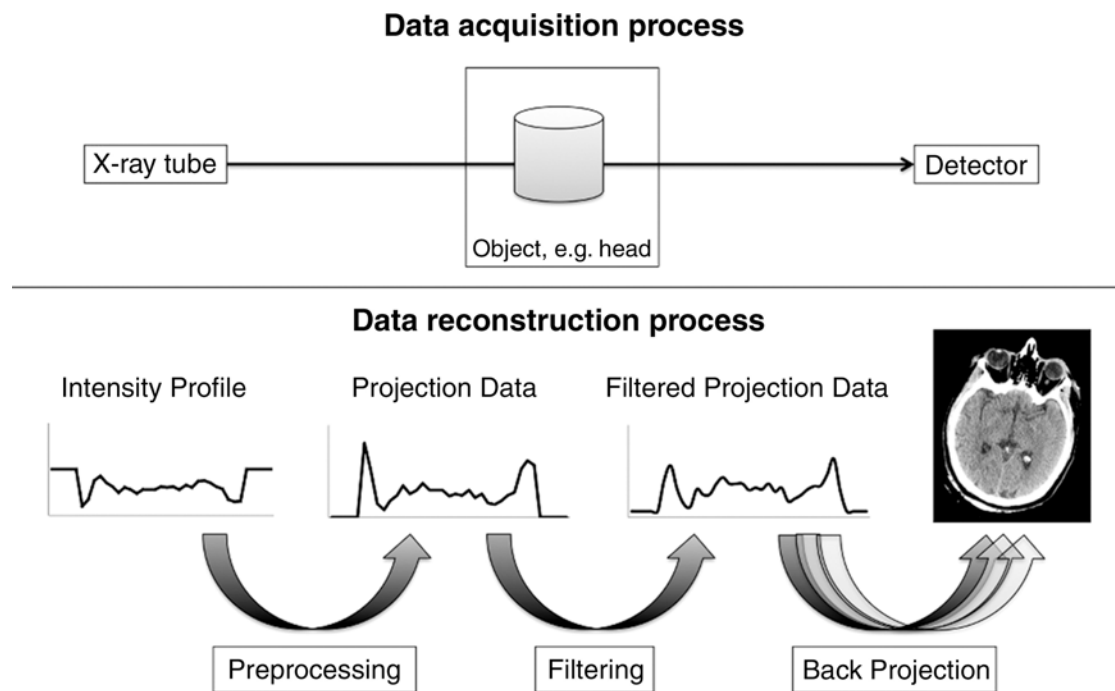 Data acquisition process
X-ray tube
Detector
Object, e.g. head
Data reconstruction process
Intensity Profile
Projection Data
Filtered Projection Data
Preprocessing
Filtering
Back Projection